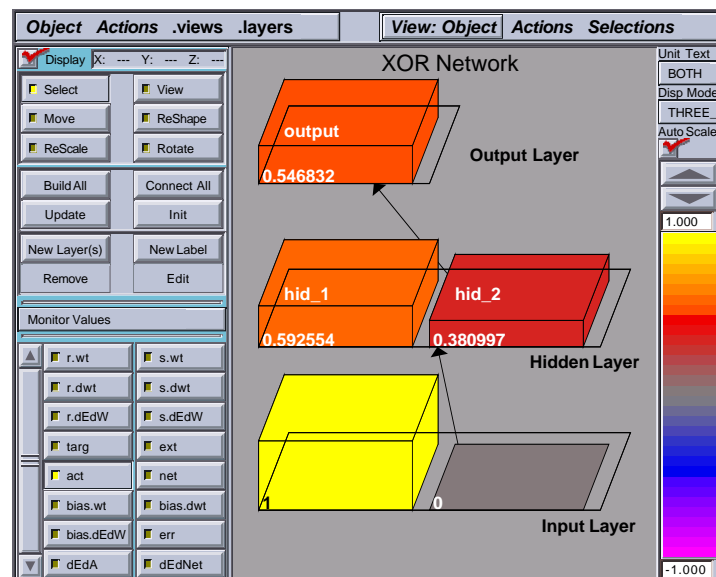 Object Actions .views .layers
View: Object Actions Selections
Display X: --- Y: --- Z: ---
Select View
Move ReShape
ReScale Rotate
Build All Connect All
Update Init
New Layer(s) New Label
Remove Edit
Monitor Values
r.wt s.wt
r.dwt s.dwt
r.dEdW s.dEdW
targ ext
act net
bias.wt bias.dwt
bias.dEdW err
dEdA dEdNet
XOR Network
output
0.546832
Output Layer
hid_1 hid_2
0.592554 0.380997
Hidden Layer
1 0
Input Layer
Unit Text
BOTH
Disp Mode
THREE_
Auto Scale
1.000
-1.000